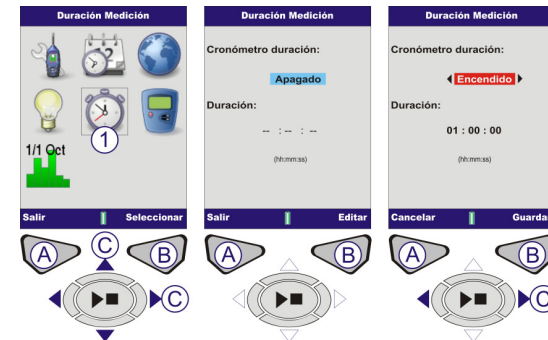 Duración Medición
1/1 Oct
1
Salir Seleccionar
A C B
C
Duración Medición
Cronómetro duración:
Apagado
Duración:
-- : -- : --
(hh:mm:ss)
Salir Editar
A B
Duración Medición
Cronómetro duración:
Encendido
Duración:
01 : 00 : 00
(hh:mm:ss)
Cancelar Guarda
A B
C